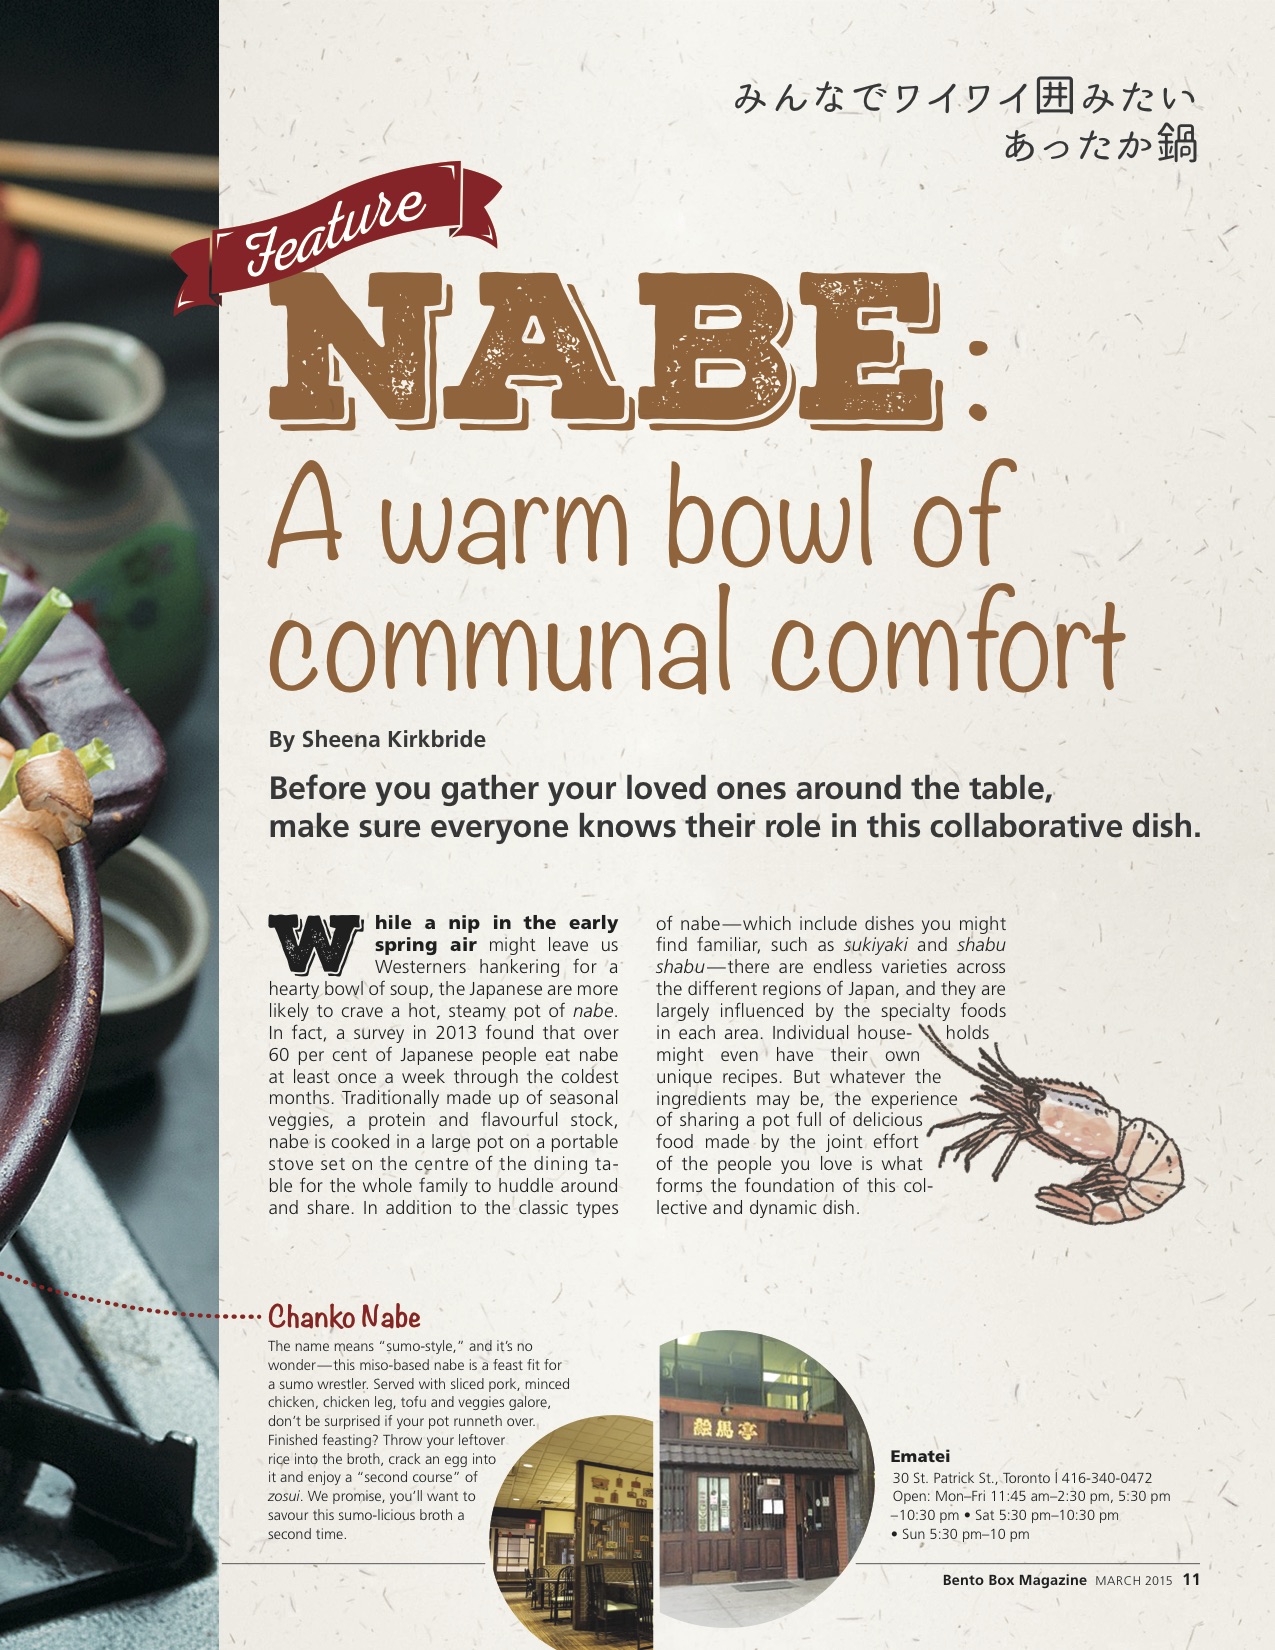 みんなでワイワイ囲みたい
あったか鍋
Feature
NABE:
A warm bowl of
communal comfort
By Sheena Kirkbride
Before you gather your loved ones around the table,
make sure everyone knows their role in this collaborative dish.
While a nip in the early
spring air might leave us
Westerners hankering for a
hearty bowl of soup, the Japanese are more
likely to crave a hot, steamy pot of nabe.
In fact, a survey in 2013 found that over
60 per cent of Japanese people eat nabe
at least once a week through the coldest
months. Traditionally made up of seasonal
veggies, a protein and flavourful stock,
nabe is cooked in a large pot on a portable
stove set on the centre of the dining ta-
ble for the whole family to huddle around
and share. In addition to the classic types
of nabe—which include dishes you might
find familiar, such as sukiyaki and shabu
shabu—there are endless varieties across
the different regions of Japan, and they are
largely influenced by the specialty foods
in each area. Individual house- holds
might even have their own
unique recipes. But whatever the
ingredients may be, the experience
of sharing a pot full of delicious
food made by the joint effort
of the people you love is what
forms the foundation of this col-
lective and dynamic dish.
Chanko Nabe
The name means “sumo-style,” and it’s no
wonder—this miso-based nabe is a feast fit for
a sumo wrestler. Served with sliced pork, minced
chicken, chicken leg, tofu and veggies galore,
don’t be surprised if your pot runneth over.
Finished feasting? Throw your leftover
rice into the broth, crack an egg into
it and enjoy a “second course” of
zosui. We promise, you’ll want to
savour this sumo-licious broth a
second time.
絵馬亭
Ematei
30 St. Patrick St., Toronto l 416-340-0472
Open: Mon–Fri 11:45 am–2:30 pm, 5:30 pm
–10:30 pm • Sat 5:30 pm–10:30 pm
• Sun 5:30 pm–10 pm
Bento Box Magazine MARCH 2015 11